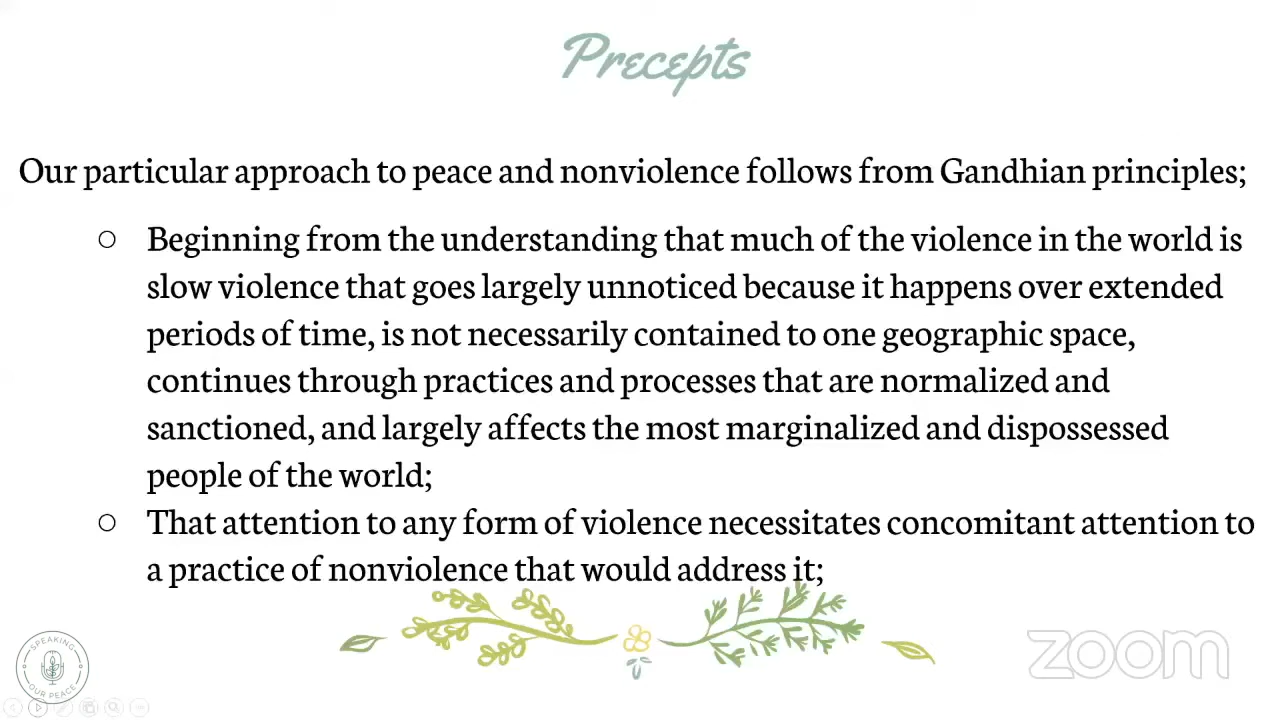 Precepts
Our particular approach to peace and nonviolence follows from Gandhian principles;
○ Beginning from the understanding that much of the violence in the world is
slow violence that goes largely unnoticed because it happens over extended
periods of time, is not necessarily contained to one geographic space,
continues through practices and processes that are normalized and
sanctioned, and largely affects the most marginalized and dispossessed
people of the world;
○ That attention to any form of violence necessitates concomitant attention to
a practice of nonviolence that would address it;
SPEAKING
OUR PEACE
zoom